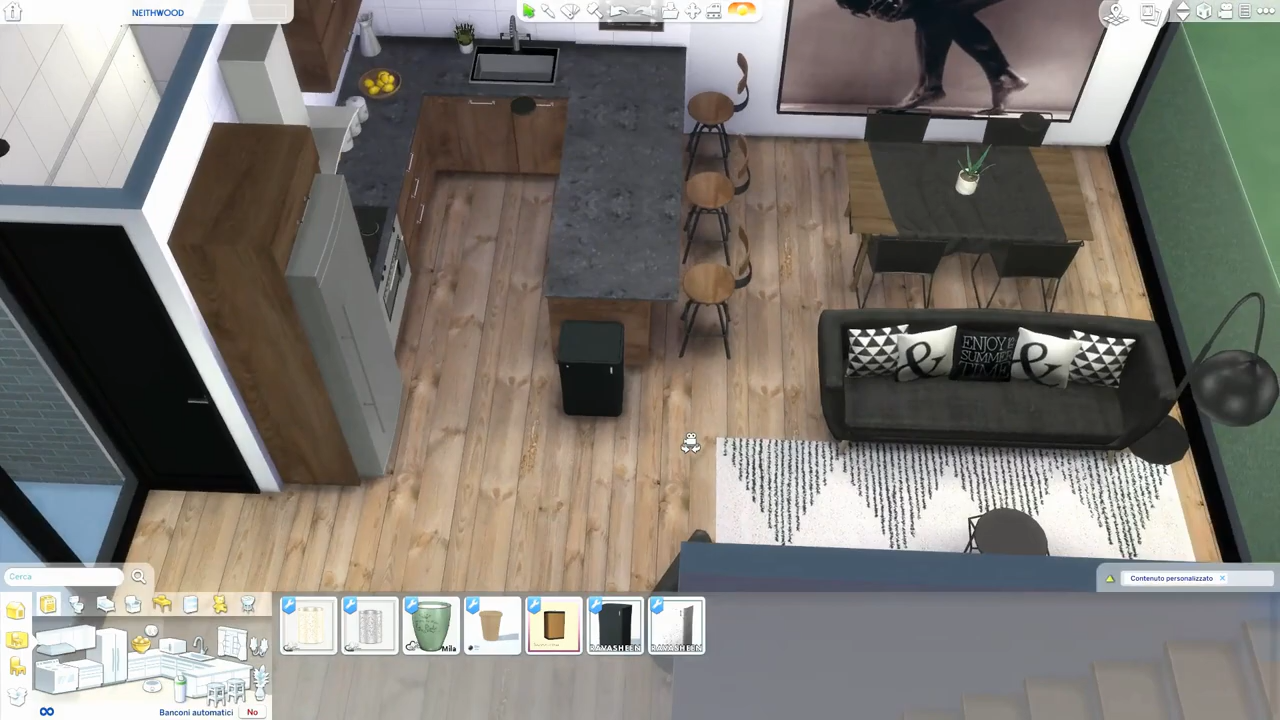 NEITHWOOD
&
ENJOY
SUMMER
TIME
&
Cerca
Contenuto personalizzato
Mila
RAVASHEEN
RAVASHEEN
Banconi automatici
No